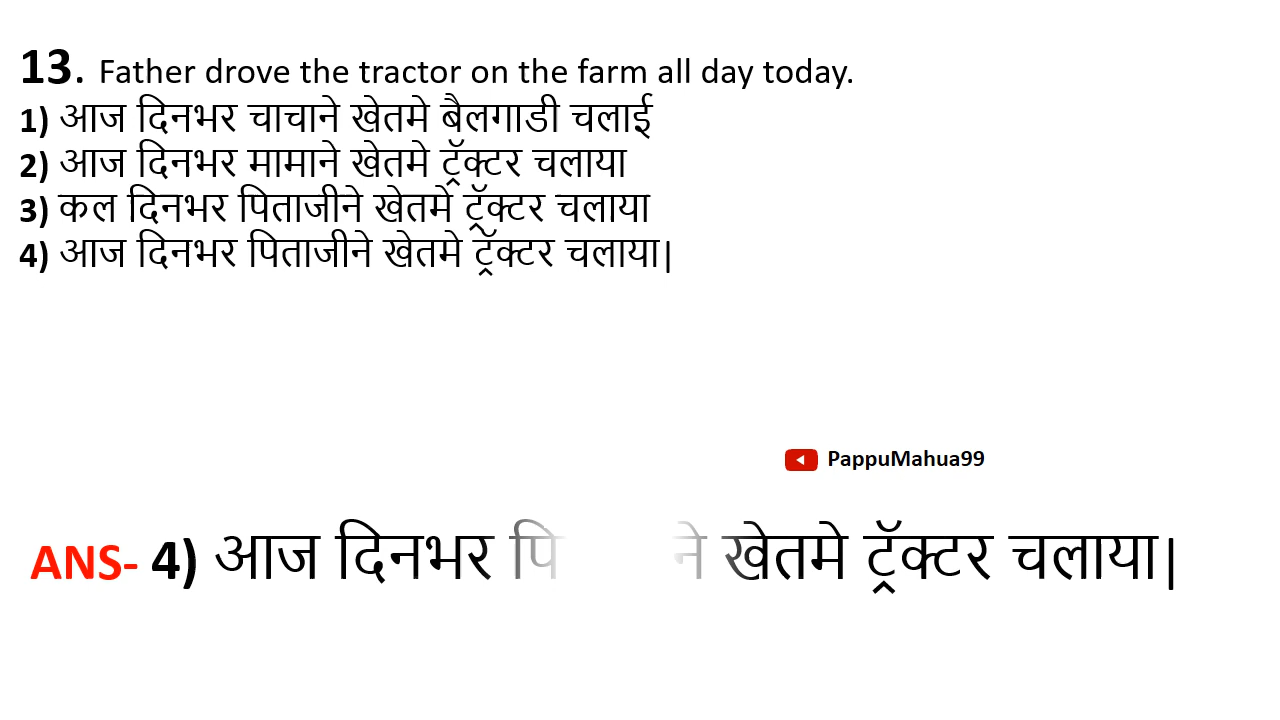 13. Father drove the tractor on the farm all day today.
1) आज दिनभर चाचाने खेतमे बैलगाडी चलाई
2) आज दिनभर मामाने खेतमे ट्रॅक्टर चलाया
3) कल दिनभर पिताजीने खेतमे ट्रॅक्टर चलाया
4) आज दिनभर पिताजीने खेतमे ट्रॅक्टर चलाया|
PappuMahua99
ANS- 4) आज दिनभर खेतमे ट्रॅक्टर चलाया|